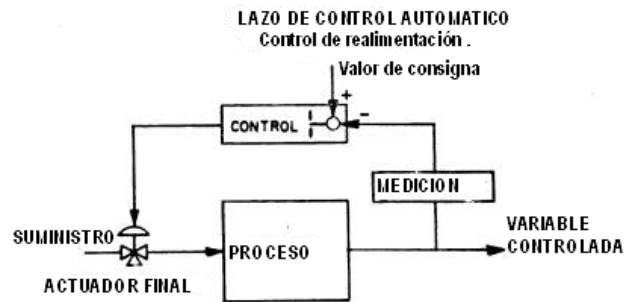 LAZO DE CONTROL AUTOMATICO
Control de realimentación .
Valor de consigna
+
-
CONTROL
MEDICION
SUMINISTRO
PROCESO
VARIABLE
CONTROLADA
ACTUADOR FINAL